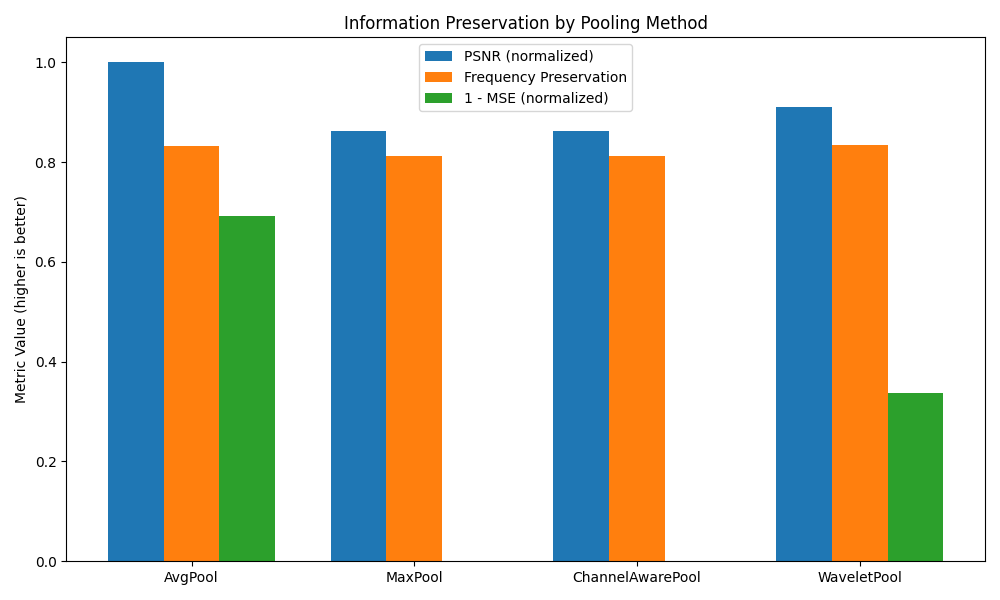 Information Preservation by Pooling Method
PSNR (normalized)
Frequency Preservation
1 - MSE (normalized)
Metric Value (higher is better)
1.0
0.8
0.6
0.4
0.2
0.0
AvgPool
MaxPool
ChannelAwarePool
WaveletPool